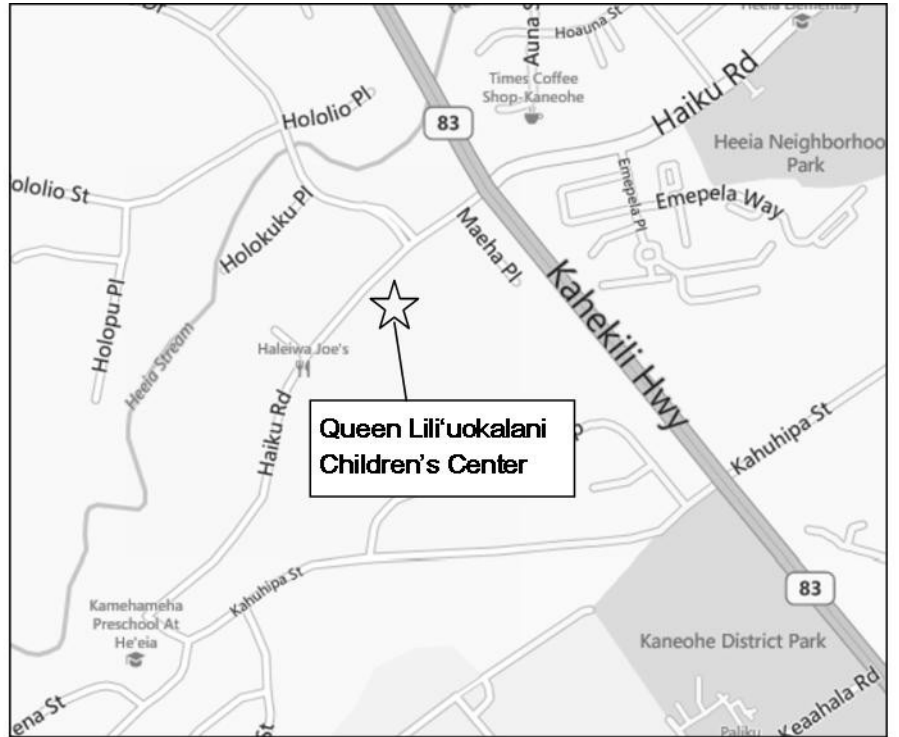 Heeia Elementary
Hoauna St
Auna S
Haiku Rd
Times Coffee
Shop-Kaneohe
Hololio Pl
83
Heeia Neighborhoo
Park
ololio St
Emepela Pl
Emepela Way
Holokuku Pl
Maeha Pl
Kahekili Hwy
Holopu Pl
Heeia Stream
Haleiwa Joe's
Haiku Rd
Queen Lili‘uokalani
Children's Center
Kahuhipa St
Kahuhipa St
83
Kamehameha
Preschool At
He'eia
Kaneohe District Park
ena St
St
Keaahala Rd
Paliku